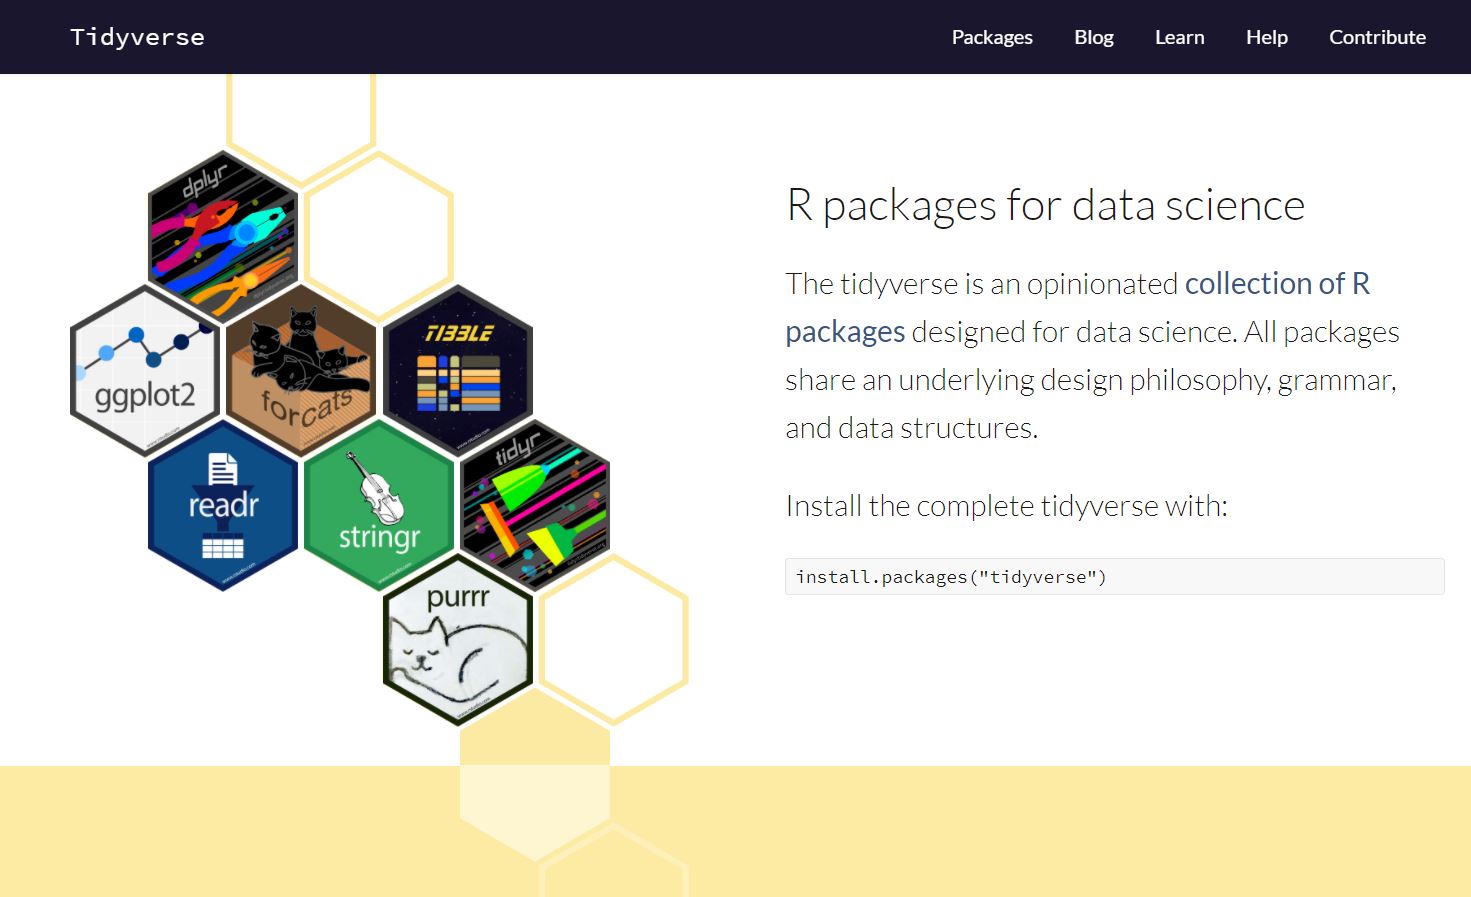 Tidyverse
Packages Blog Learn Help Contribute
dplyr
ggplot2
forcats
TIBBLE
readr
stringr
tidyr
purrr
R packages for data science
The tidyverse is an opinionated collection of R
packages designed for data science. All packages
share an underlying design philosophy, grammar,
and data structures.
Install the complete tidyverse with:
install.packages("tidyverse")